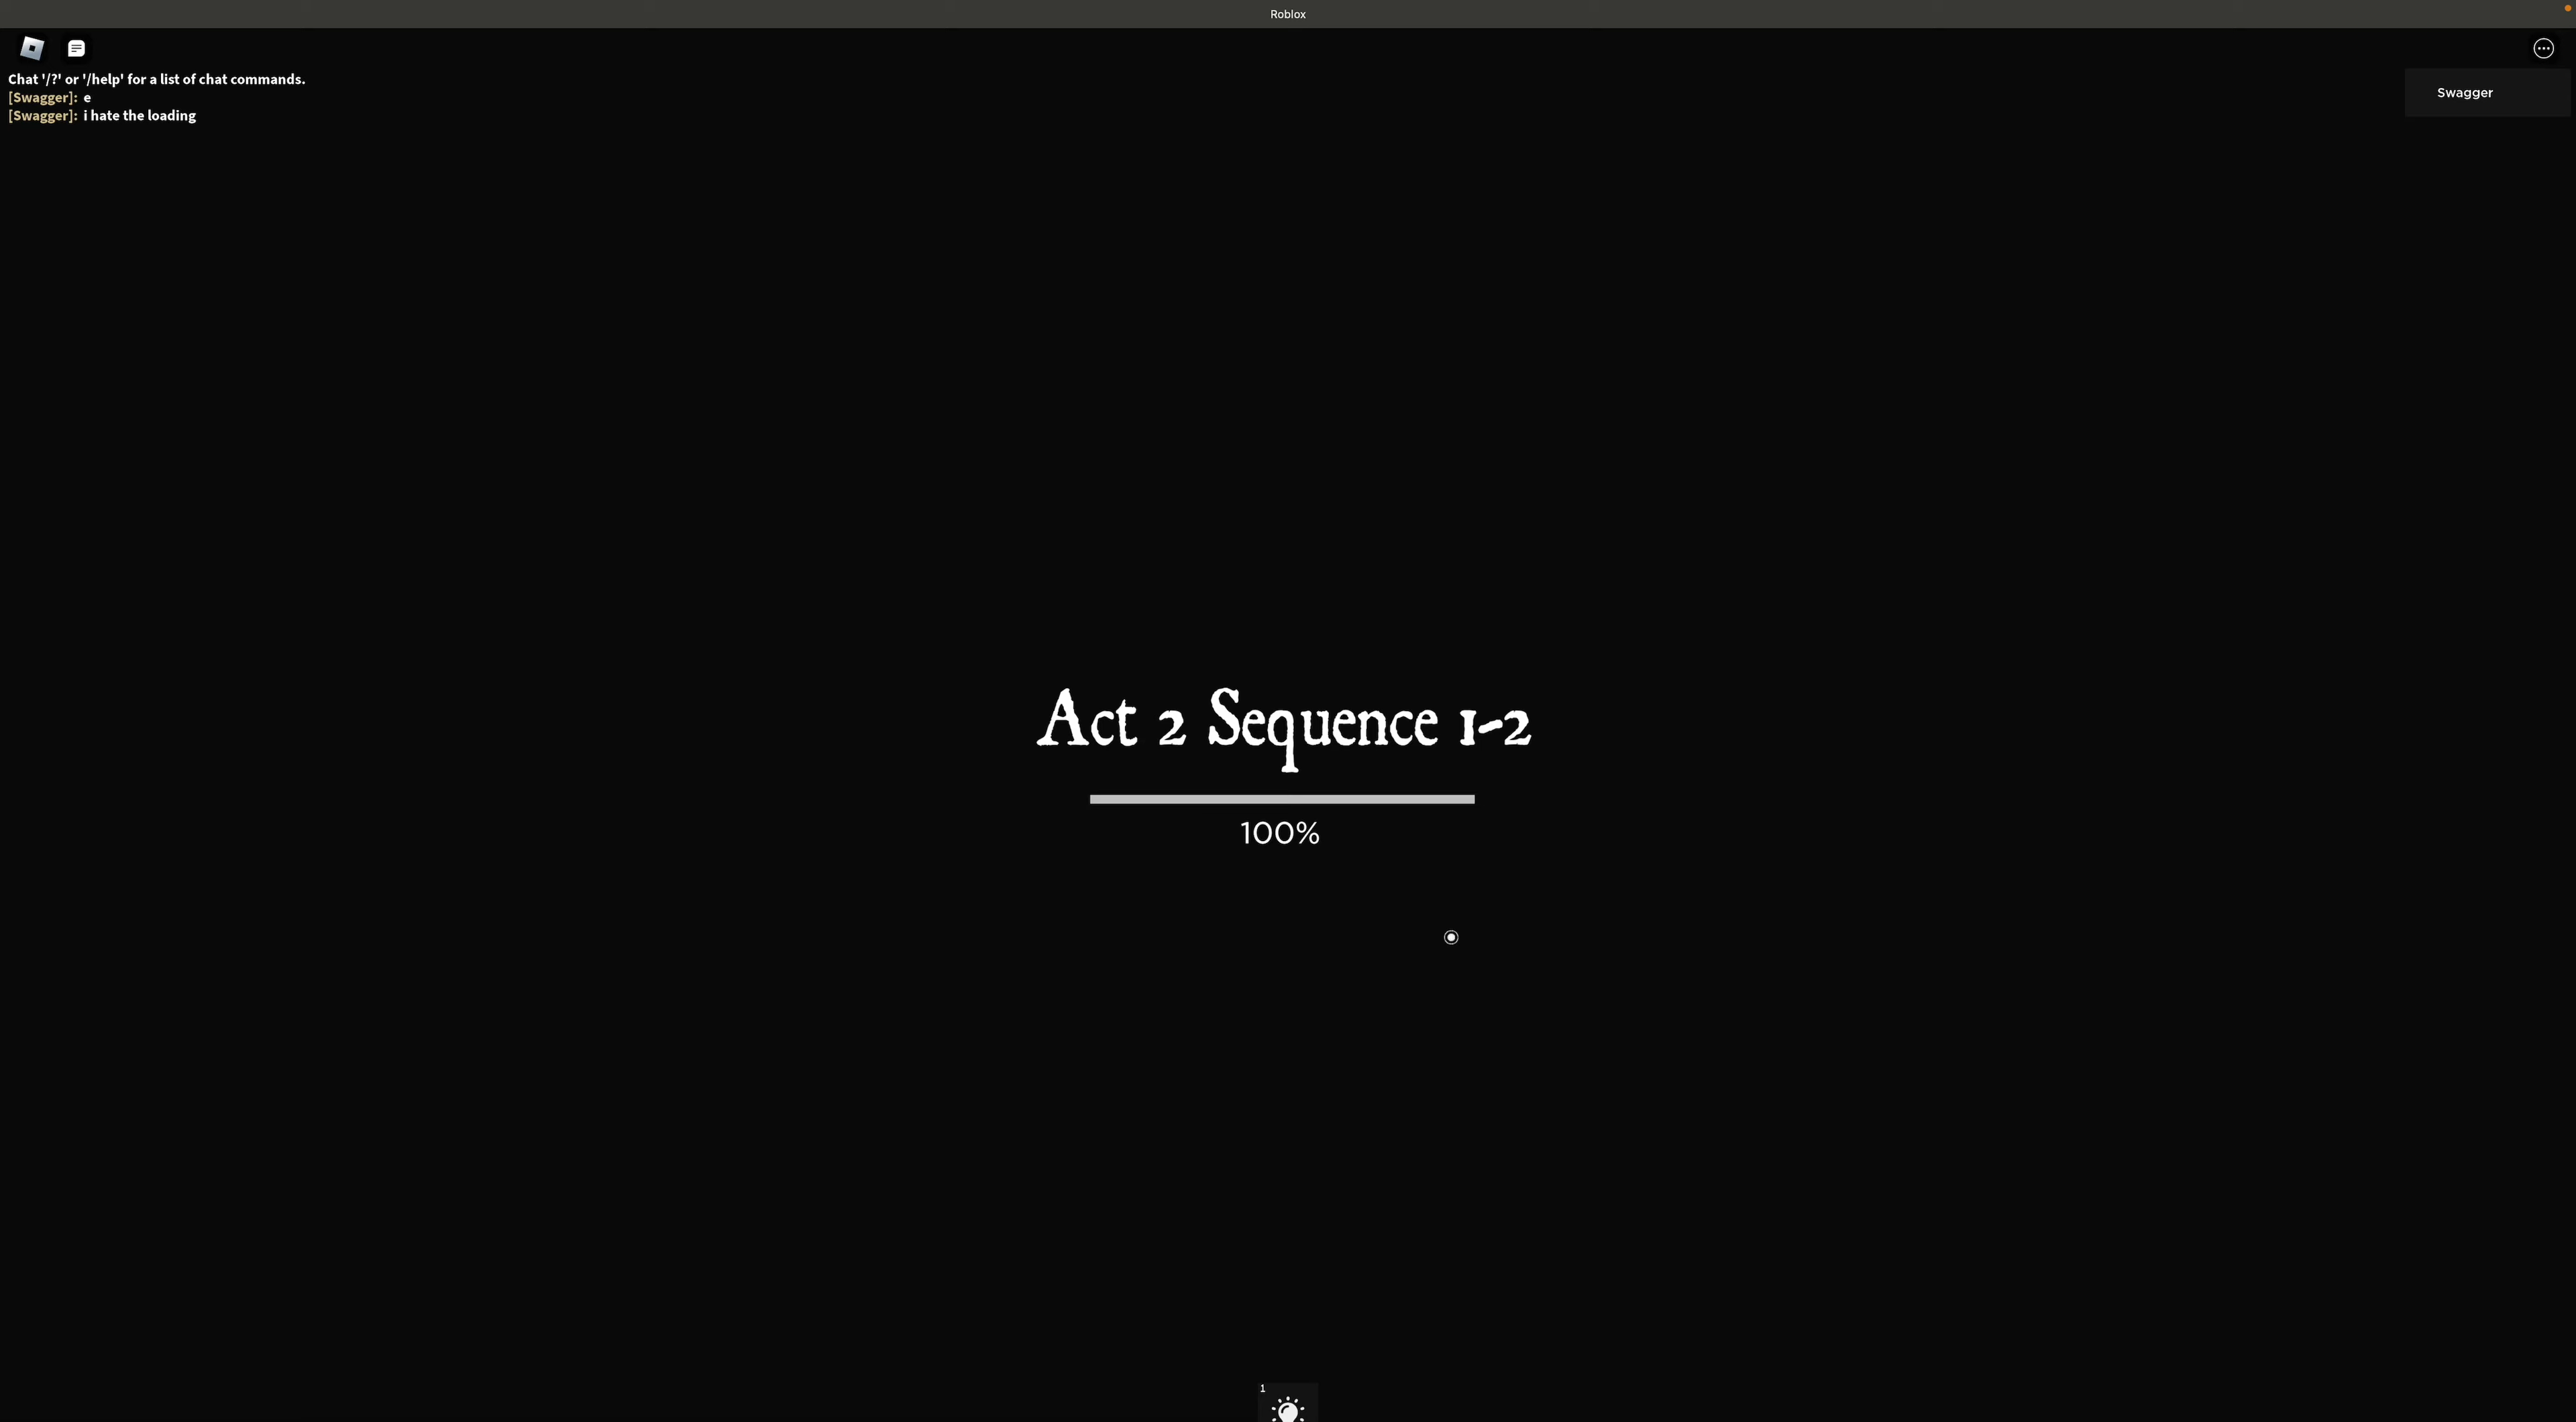 Roblox
Chat '/?' or '/help' for a list of chat commands.
[Swagger]: e
[Swagger]: i hate the loading
Swagger
Act 2 Sequence 1-2
100%
1